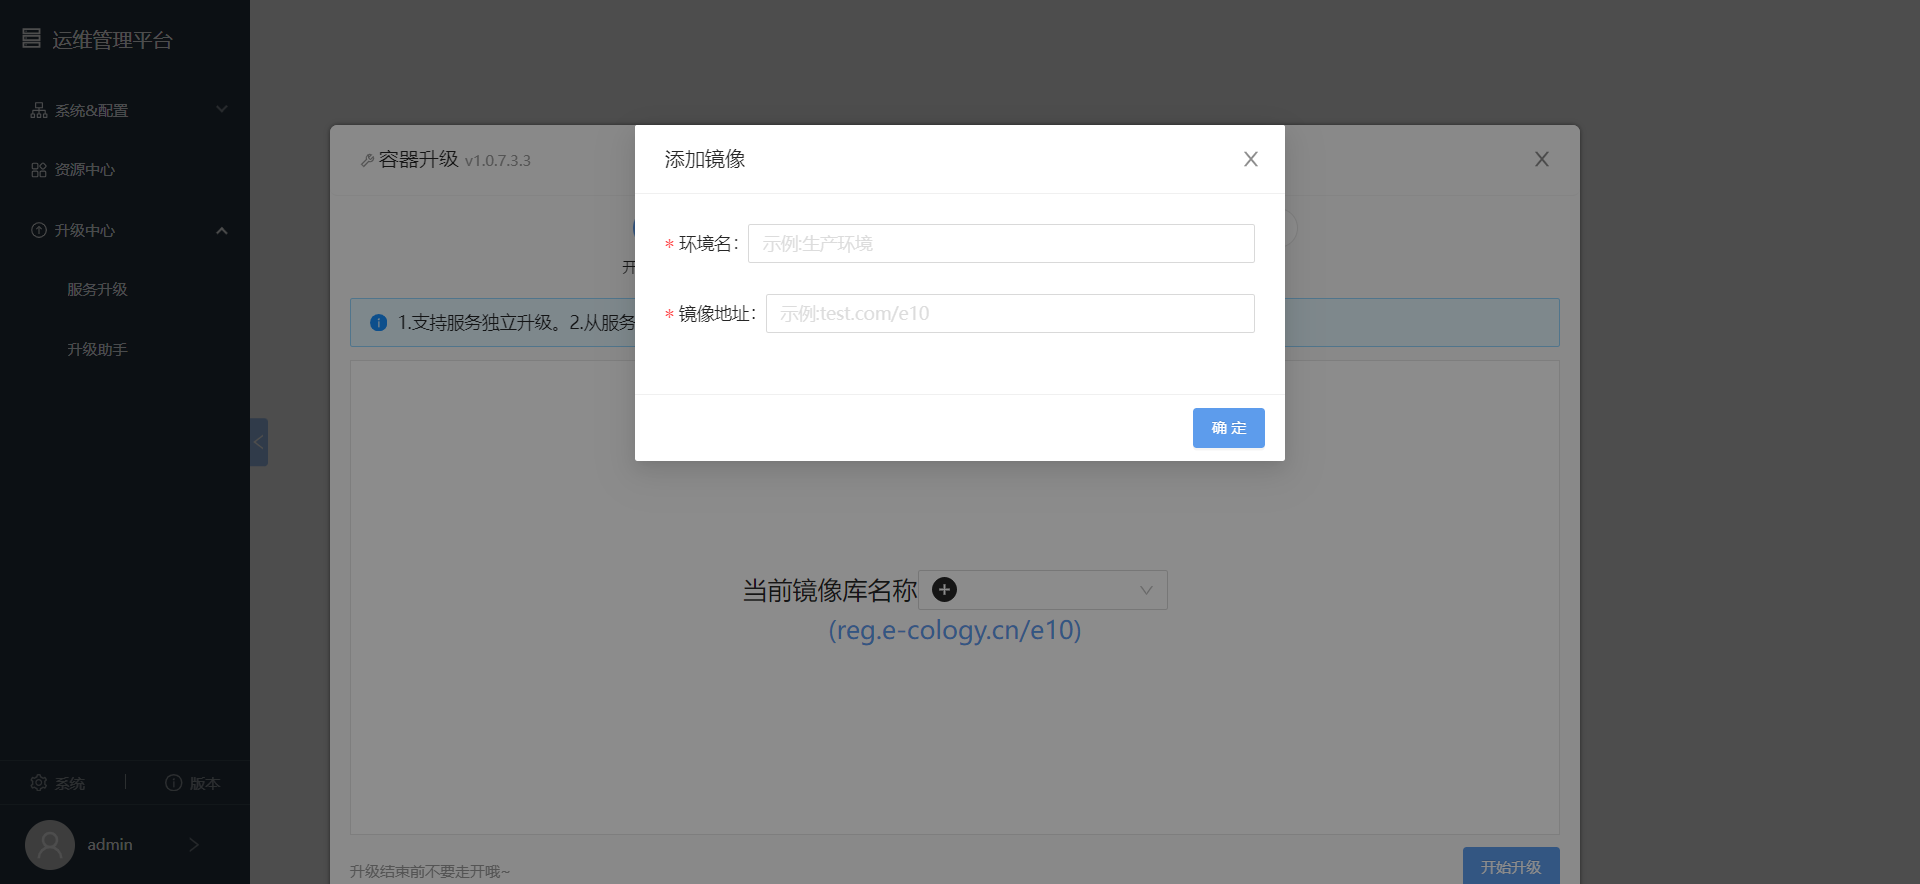 运维管理平台
系统&配置
资源中心
升级中心
服务升级
升级助手
系统
版本
admin
容器升级 v1.0.7.3.3
开
1.支持服务独立升级。2.从服务
添加镜像
* 环境名：
示例:生产环境
* 镜像地址：
示例:test.com/e10
确 定
当前镜像库名称
(reg.e-cology.cn/e10)
升级结束前不要走开哦~
开始升级